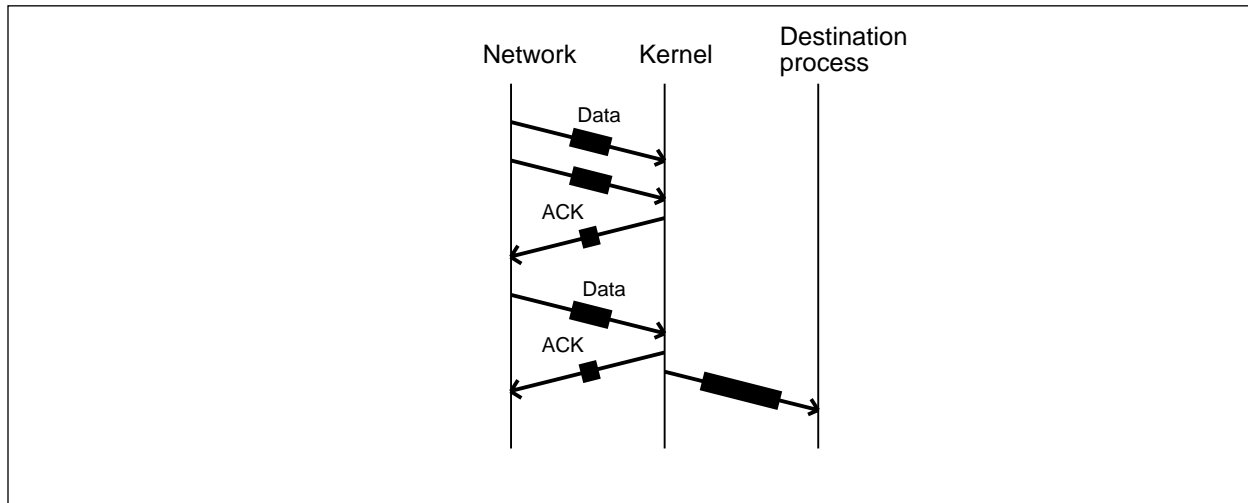 Network
Kernel
Destination
process
Data
ACK
Data
ACK